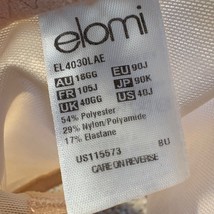 elomi
EL4030LAE
AU 18GG EU 90J
FR 105J JP 90K
UK 40GG US 40J
54% Polyester
29% Nylon/Polyamide
17% Elastane
US115573 BU
CARE ON REVERSE